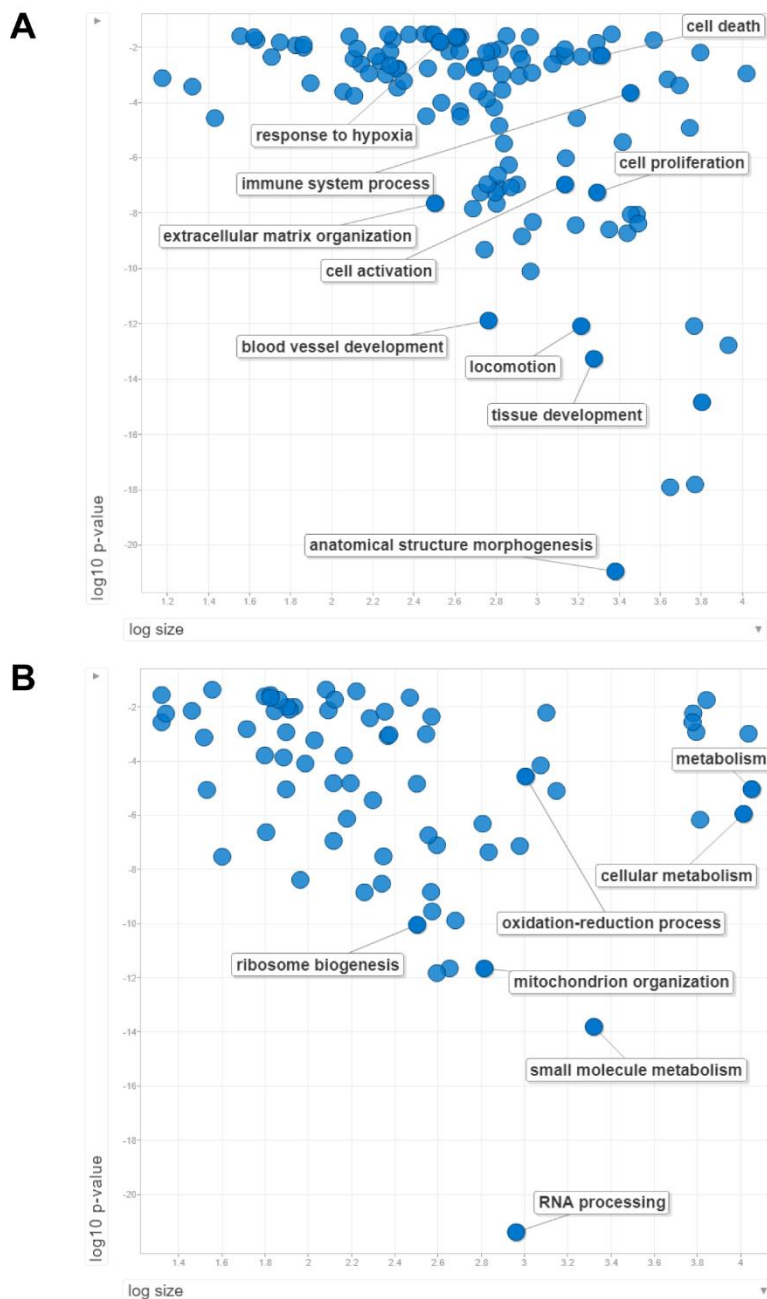 A
-2
-4
-6
-8
-10
-12
-14
-16
-18
-20
log10 p-value
cell death
response to hypoxia
cell proliferation
immune system process
extracellular matrix organization
cell activation
blood vessel development
locomotion
tissue development
anatomical structure morphogenesis
1.2 1.4 1.6 1.8 2 2.2 2.4 2.6 2.8 3 3.2 3.4 3.6 3.8 4
log size
B
-2
-4
-6
-8
-10
-12
-14
-16
-18
-20
log10 p-value
metabolism
cellular metabolism
oxidation-reduction process
ribosome biogenesis
mitochondrion organization
small molecule metabolism
RNA processing
1.4 1.6 1.8 2 2.2 2.4 2.6 2.8 3 3.2 3.4 3.6 3.8 4
log size